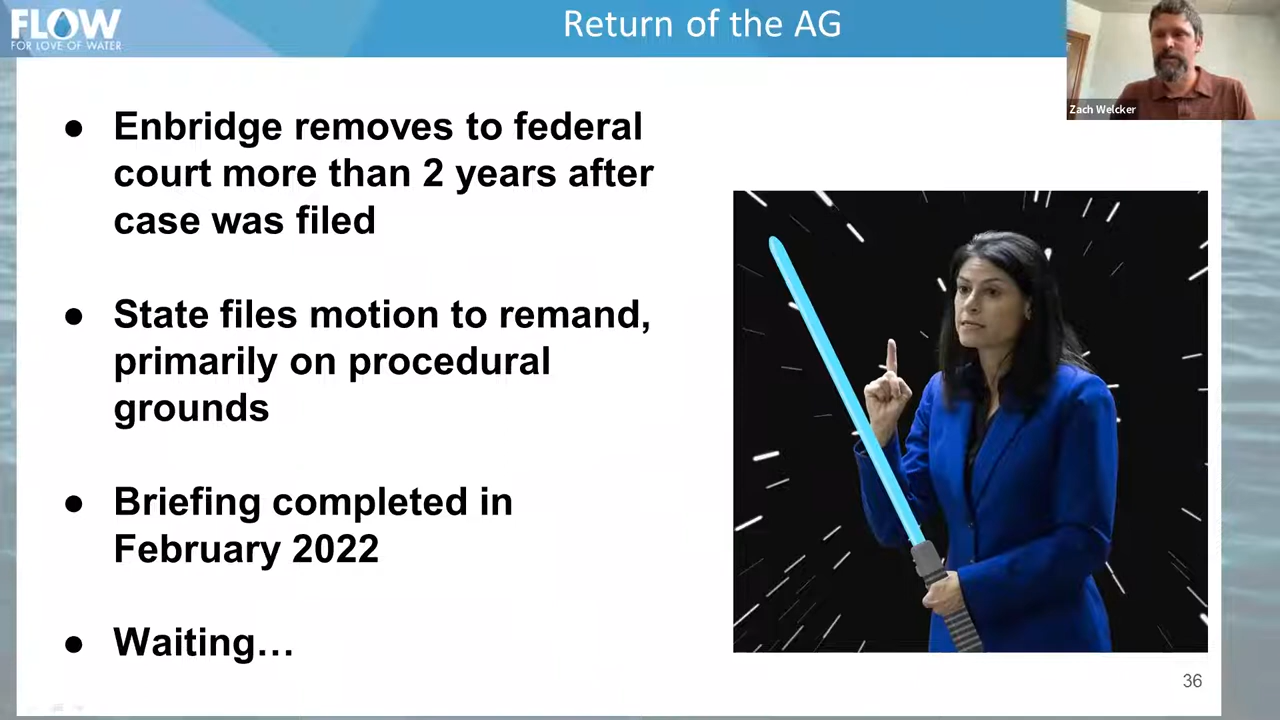 FLOW
FOR LOVE OF WATER
Return of the AG
Zach Welcker
● Enbridge removes to federal
court more than 2 years after
case was filed
● State files motion to remand,
primarily on procedural
grounds
● Briefing completed in
February 2022
● Waiting…
36